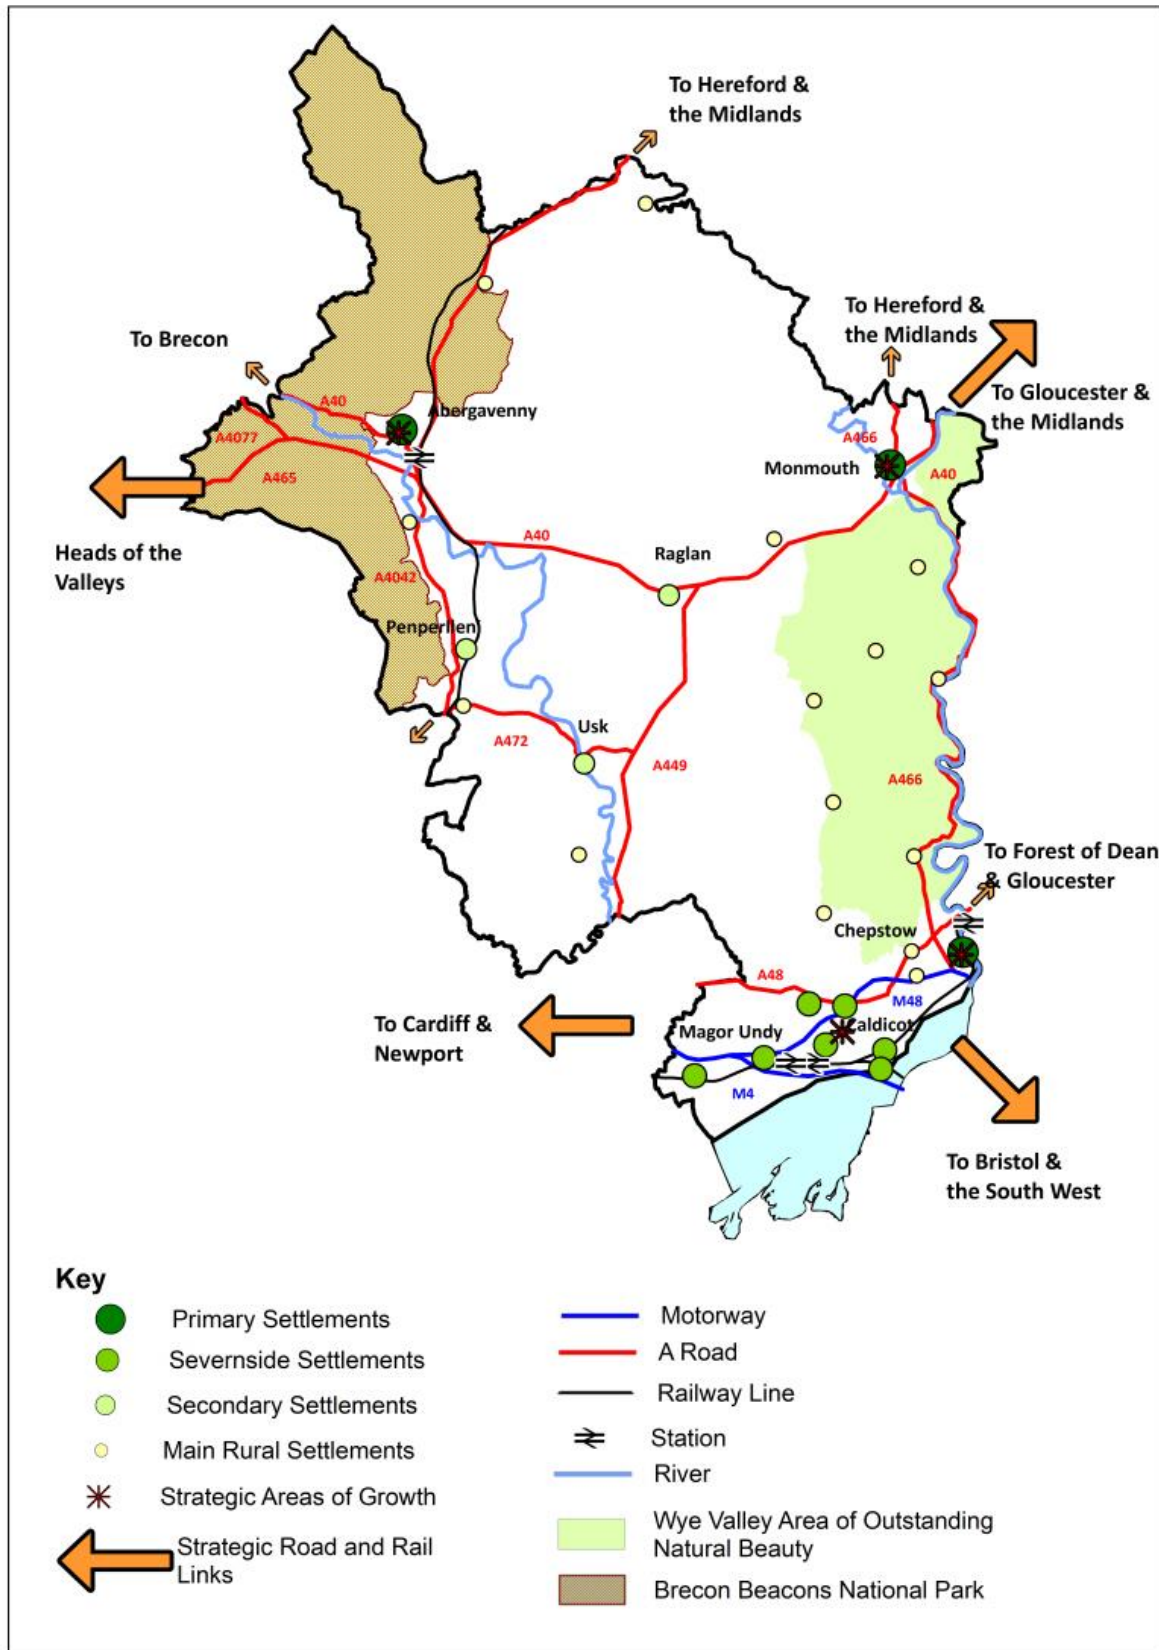 To Hereford &
the Midlands
To Hereford &
the Midlands
To Brecon
To Gloucester &
the Midlands
A40
Abergavenny
A4077
A466
Monmouth
A40
A465
Heads of the
Valleys
A40
Raglan
A4042
Penperlleni
Usk
A472
A449
A466
To Forest of Dean
& Gloucester
Chepstow
A48
M48
To Cardiff &
Newport
Magor Undy
aldicot
M4
To Bristol &
the South West
Key
Primary Settlements
Severnside Settlements
Secondary Settlements
Main Rural Settlements
Strategic Areas of Growth
Strategic Road and Rail
Links
Motorway
A Road
Railway Line
Station
River
Wye Valley Area of Outstanding
Natural Beauty
Brecon Beacons National Park